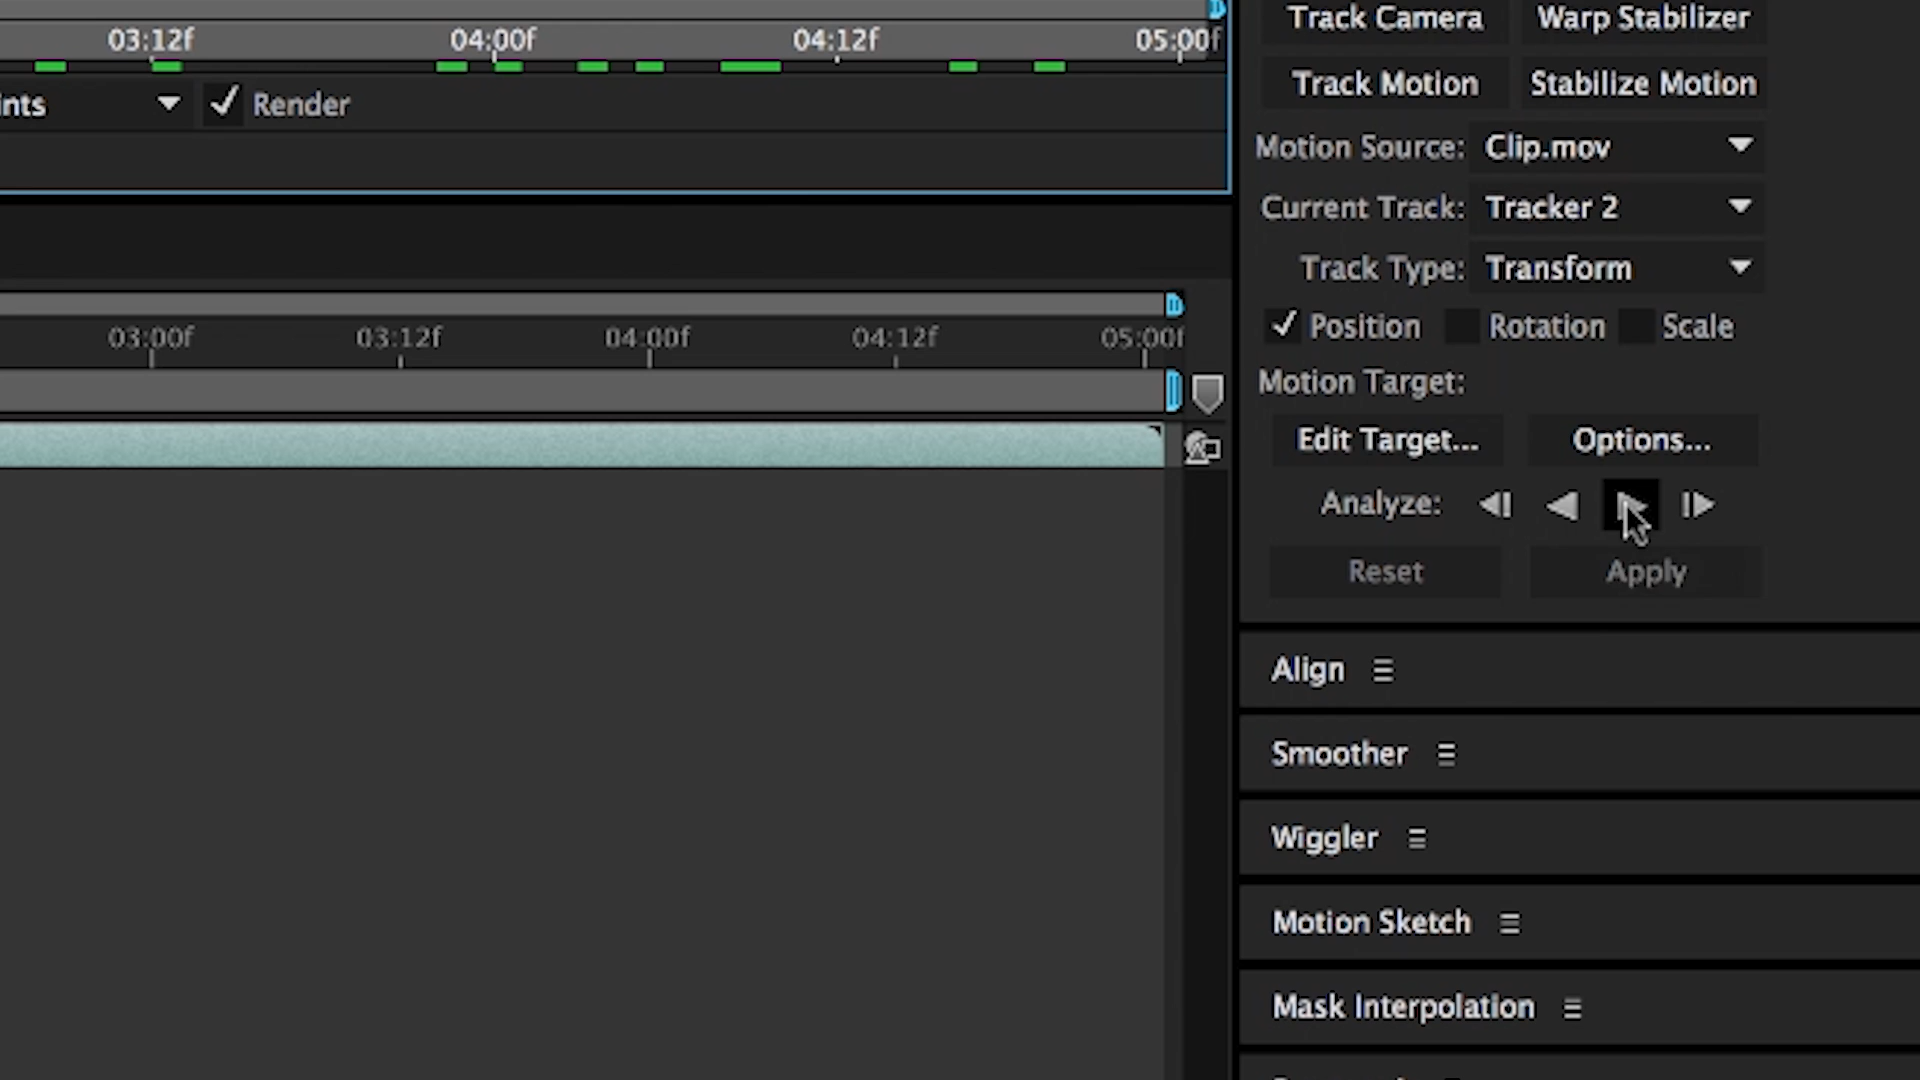 03:12f 04:00f 04:12f 05:00f
Render
03:00f 03:12f 04:00f 04:12f 05:00f
Track Camera Warp Stabilizer
Track Motion Stabilize Motion
Motion Source: Clip.mov
Current Track: Tracker 2
Track Type: Transform
Position Rotation Scale
Motion Target:
Edit Target... Options...
Analyze:
Reset Apply
Align
Smoother
Wiggler
Motion Sketch
Mask Interpolation